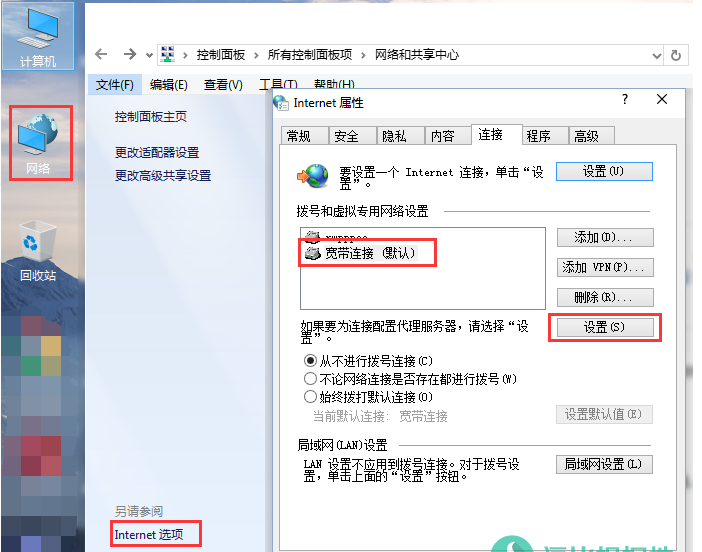 计算机
网络
回收站
控制面板 › 所有控制面板项 › 网络和共享中心
文件(F) 编辑(E) 查看(V) 工具(T) 帮助(H)
控制面板主页
更改适配器设置
更改高级共享设置
另请参阅
Internet 选项
Internet 属性
常规 安全 隐私 内容 连接 程序 高级
要设置一个 Internet 连接，单击“设
置”。
设置(U)
拨号和虚拟专用网络设置
宽带连接 (默认)
添加(D)...
添加 VPN(P)...
删除(R)...
如果要为连接配置代理服务器，请选择“设
置”。
设置(S)
从不进行拨号连接(C)
不论网络连接是否存在都进行拨号(W)
始终拨打默认连接(O)
当前默认连接: 宽带连接
设置默认值(E)
局域网(LAN)设置
LAN 设置不应用到拨号连接。对于拨号设
置，单击上面的“设置”按钮。
局域网设置(L)